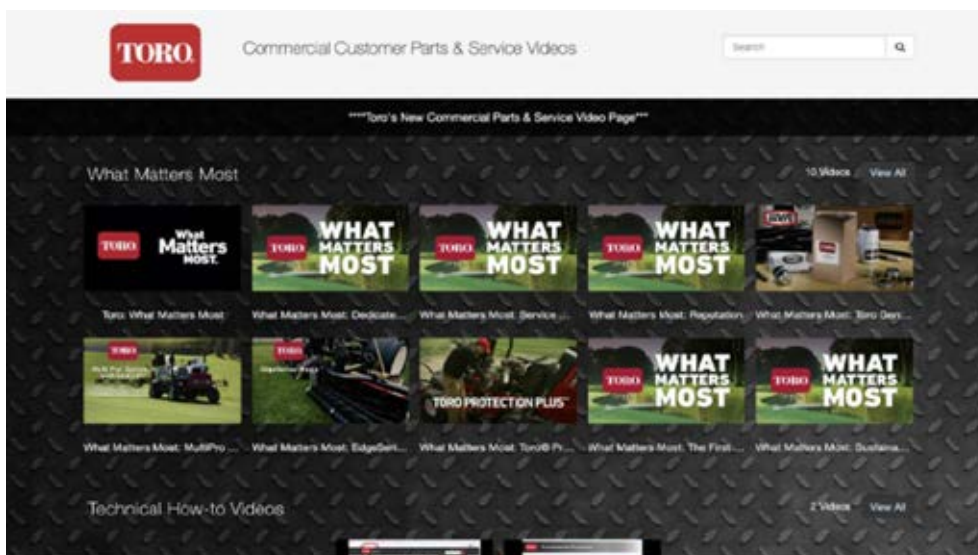 TORO
Commercial Customer Parts & Service Videos
Search
****Toro's New Commercial Parts & Service Video Page***
What Matters Most
10 Videos View All
TORO What Matters MOST.
TORO WHAT MATTERS MOST
TORO WHAT MATTERS MOST
TORO WHAT MATTERS MOST
Toro: What Matters Most
What Matters Most: Dedicate...
What Matters Most: Service ...
What Matters Most: Reputation
What Matters Most: Toro Gen...
TORO
TORO
TORO PROTECTION PLUS
TORO WHAT MATTERS MOST
TORO WHAT MATTERS MOST
What Matters Most: MultiPro ...
What Matters Most: EdgeSeri...
What Matters Most: Toro® Pr...
What Matters Most: The First ...
What Matters Most: Sustaina...
Technical How-to Videos
2 Videos View All